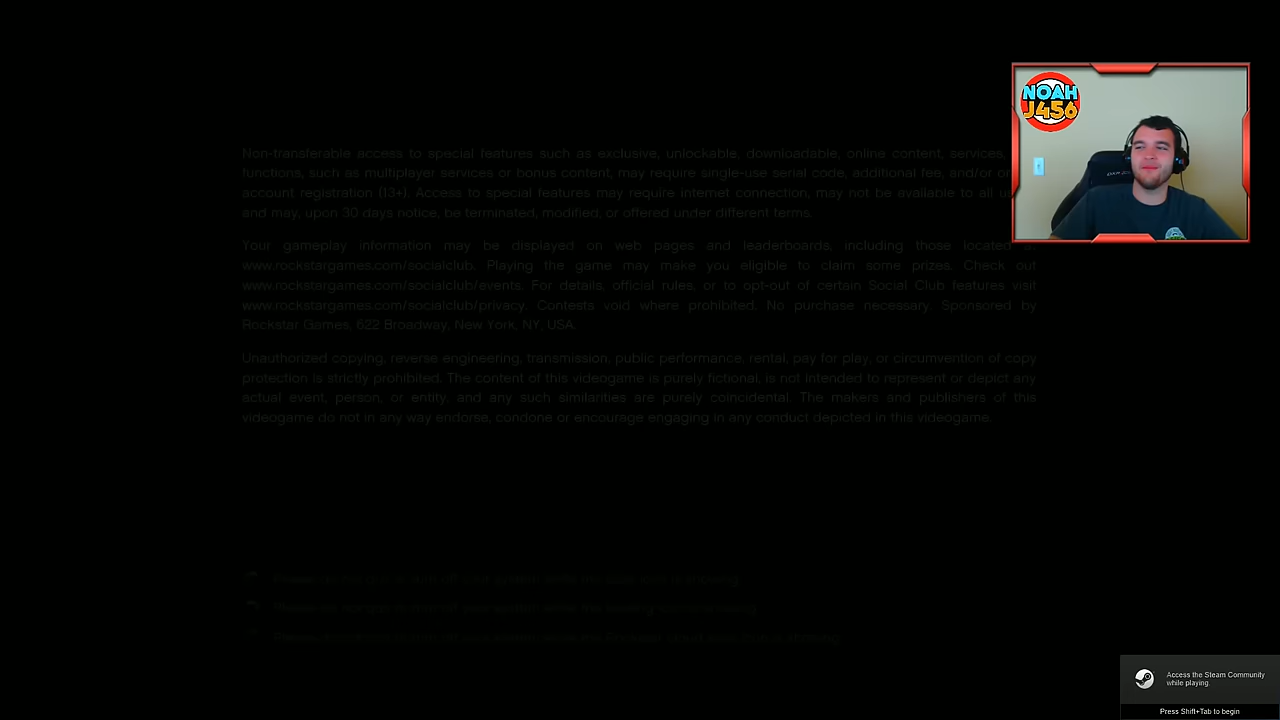 Non-transferable access to special features such as exclusive, unlockable, downloadable, online content, services,
functions, such as multiplayer services or bonus content, may require single-use serial code, additional fee, and/or
account registration (13+). Access to special features may require internet connection, may not be available to all
and may, upon 30 days notice, be terminated, modified, or offered under different terms.
Your gameplay information may be displayed on web pages and leaderboards, including those located
www.rockstargames.com/socialclub. Playing the game may make you eligible to claim some prizes. Check out
www.rockstargames.com/socialclub/events. For details, official rules, or to opt-out of certain Social Club features visit
www.rockstargames.com/socialclub/privacy. Contests void where prohibited. No purchase necessary. Sponsored by
Rockstar Games, 622 Broadway, New York, NY, USA.
Unauthorized copying, reverse engineering, transmission, public performance, rental, pay for play, or circumvention of copy
protection is strictly prohibited. The content of this videogame is purely fictional, is not intended to represent or depict any
actual event, person, or entity, and any such similarities are purely coincidental. The makers and publishers of this
videogame do not in any way endorse, condone or encourage engaging in any conduct depicted in this videogame.
NOAH
J456
Access the Steam Community
while playing.
Press Shift+Tab to begin